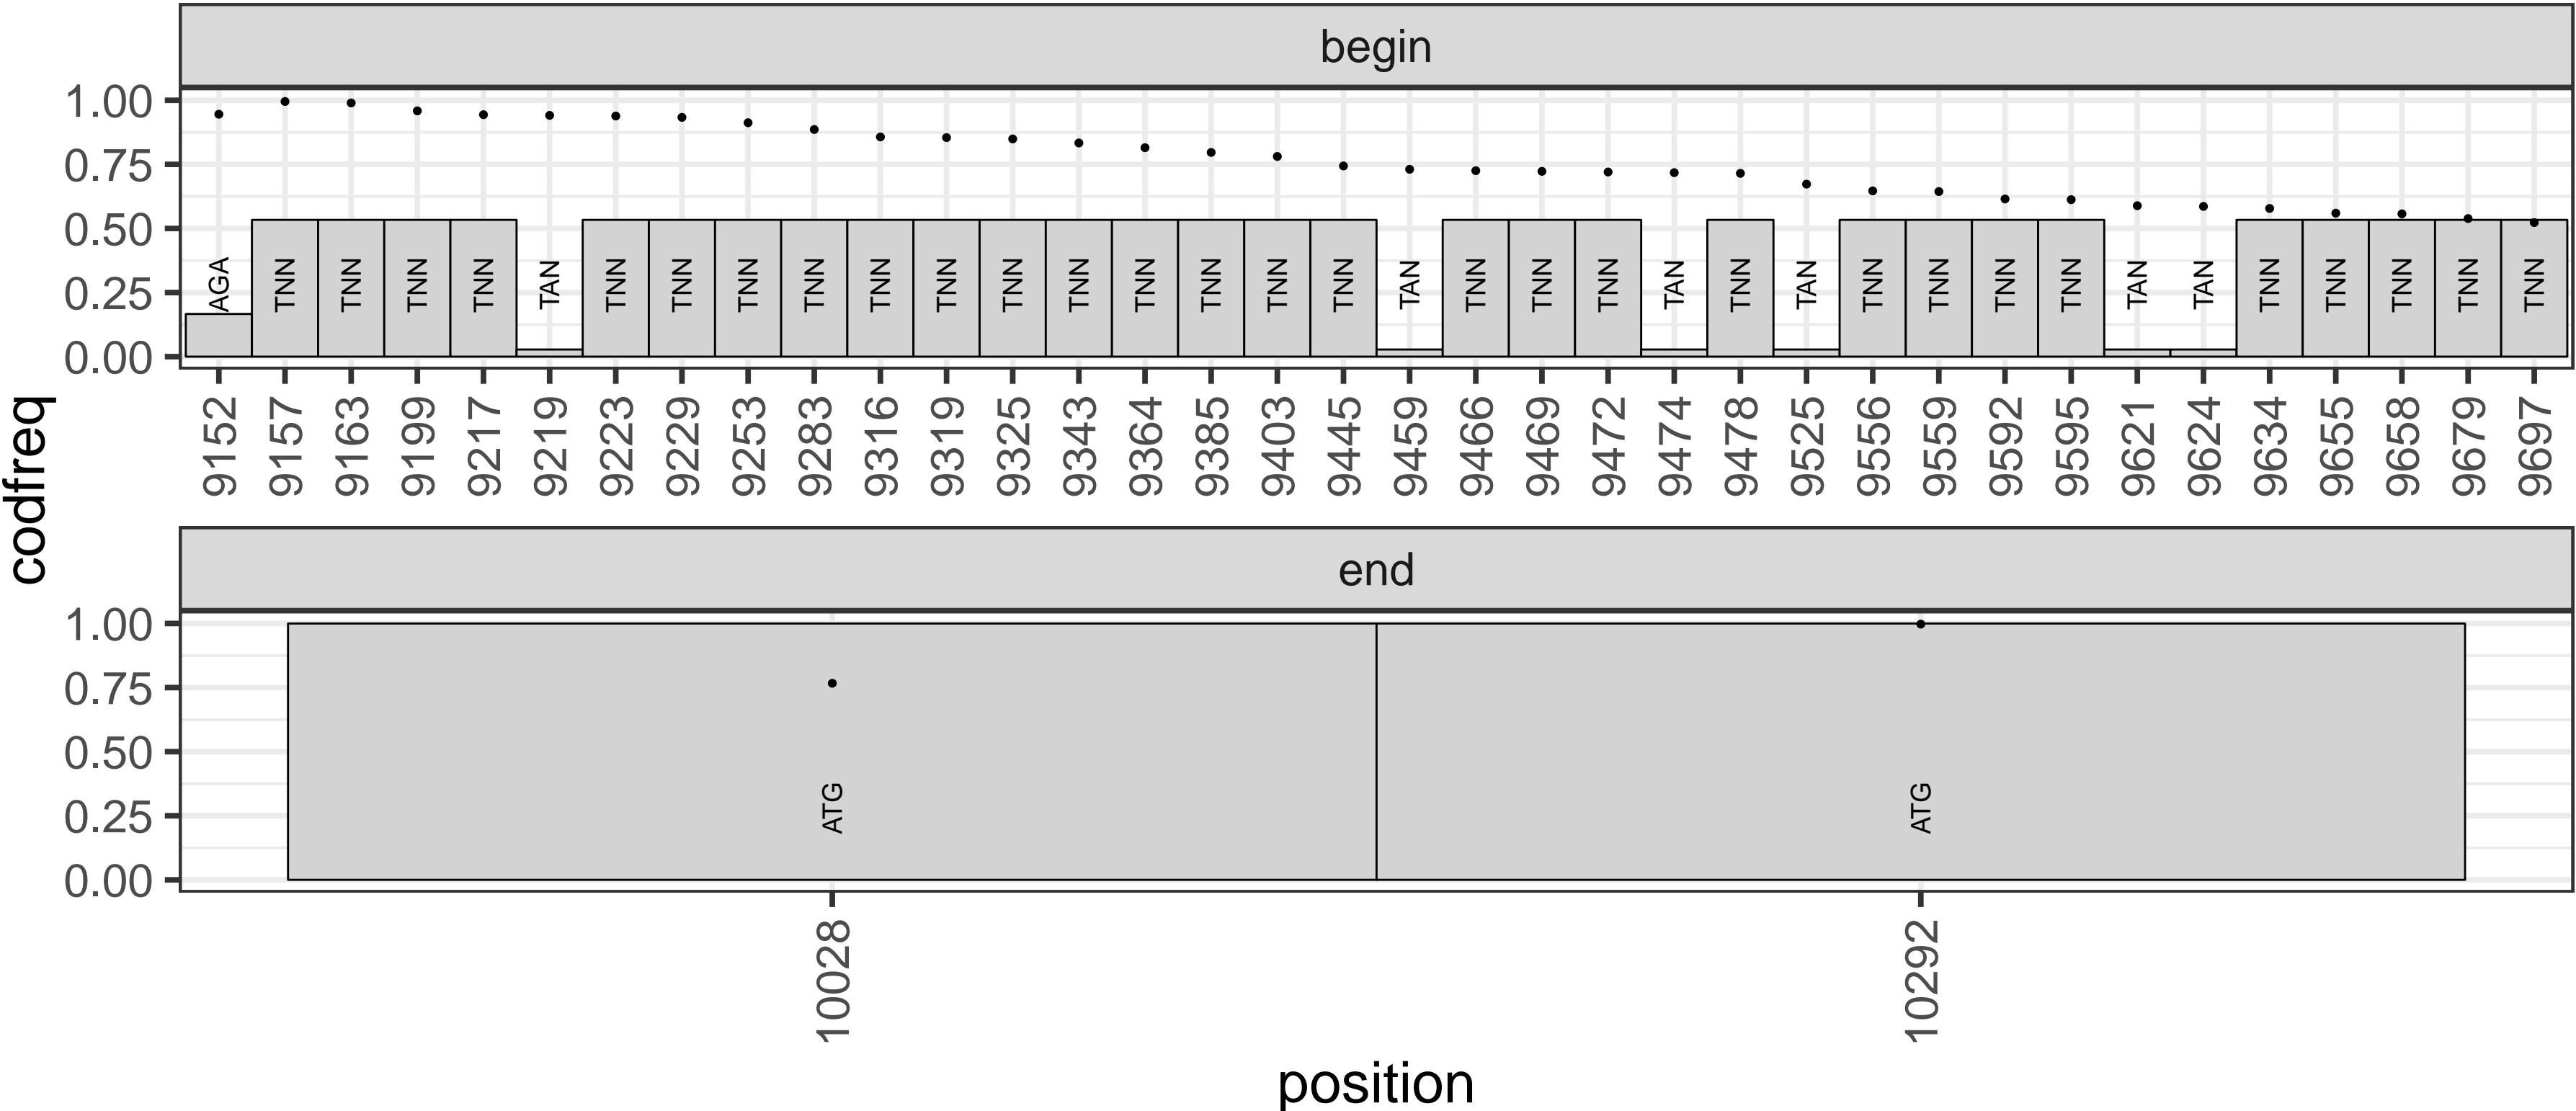 begin
1.00
0.75
0.50
0.25
0.00
AGA TNN TNN TNN TNN TAN TNN TNN TNN TNN TNN TNN TNN TNN TNN TNN TNN TNN TAN TNN TNN TNN TAN TNN TAN TNN TNN TNN TNN TAN TAN TNN TNN TNN TNN TNN
9152 9157 9163 9199 9217 9219 9223 9229 9253 9283 9316 9319 9325 9343 9364 9385 9403 9445 9459 9466 9469 9472 9474 9478 9525 9556 9559 9592 9595 9621 9624 9634 9655 9658 9679 9697
codfreq
end
1.00
0.75
0.50
0.25
0.00
ATG ATG
10028 10292
position